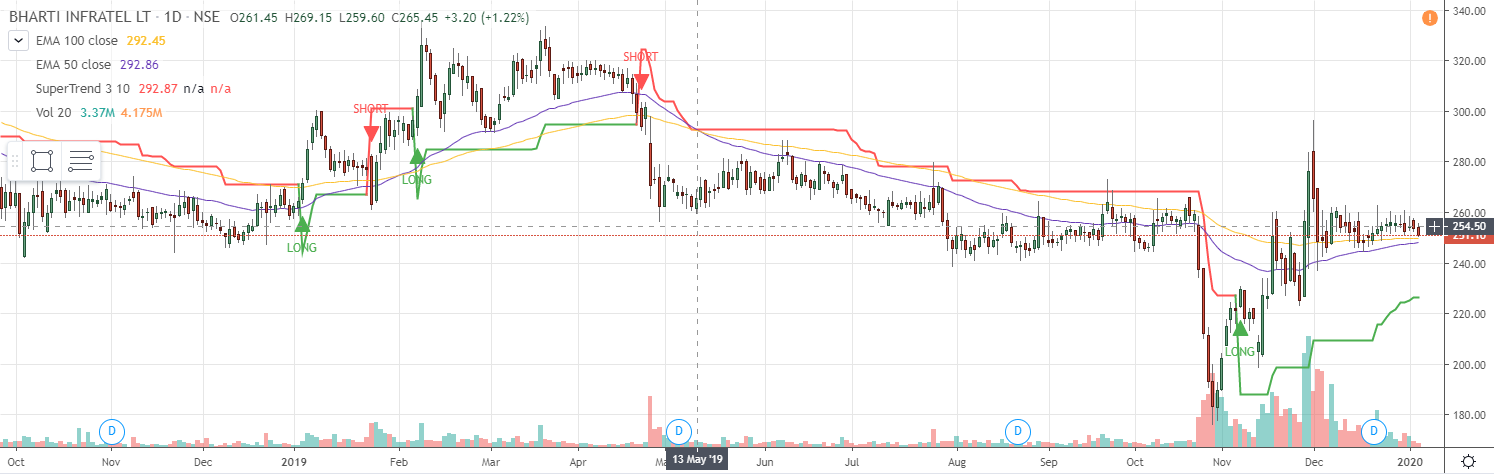 BHARTI INFRATEL LT · 1D · NSE O261.45 H269.15 L259.60 C265.45 +3.20 (+1.22%)
EMA 100 close 292.45
EMA 50 close 292.86
SuperTrend 3 10 292.87 n/a n/a
Vol 20 3.37M 4.175M
SHORT
SHORT
LONG
LONG
LONG
340.00
320.00
300.00
280.00
260.00
254.50
240.00
220.00
200.00
180.00
D
D
D
D
Oct Nov Dec 2019 Feb Mar Apr 13 May '19 Jun Jul Aug Sep Oct Nov Dec 2020